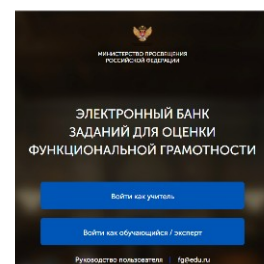 МИНИСТЕРСТВО ПРОСВЕЩЕНИЯ
РОССИЙСКОЙ ФЕДЕРАЦИИ
ЭЛЕКТРОННЫЙ БАНК
ЗАДАНИЙ ДЛЯ ОЦЕНКИ
ФУНКЦИОНАЛЬНОЙ ГРАМОТНОСТИ
Войти как учитель
Войти как обучающийся / эксперт
Руководство пользователя | fg@edu.ru